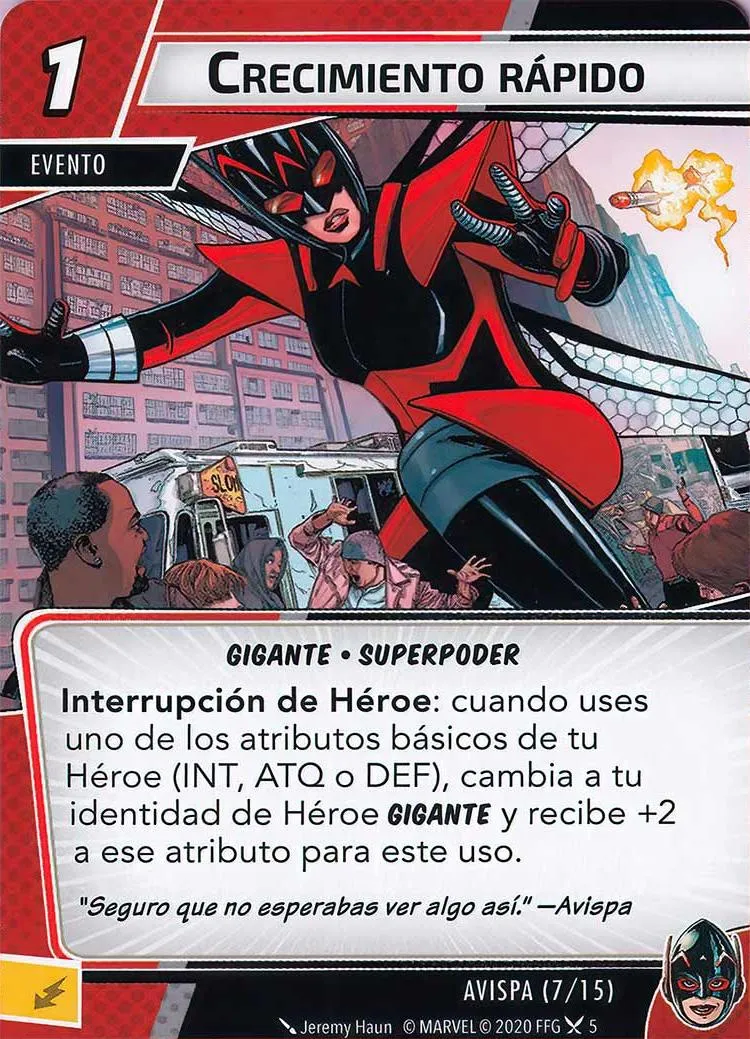 1
CRECIMIENTO RÁPIDO
EVENTO
SLOW
GIGANTE • SUPERPODER
Interrupción de Héroe: cuando uses
uno de los atributos básicos de tu
Héroe (INT, ATQ o DEF), cambia a tu
identidad de Héroe GIGANTE y recibe +2
a ese atributo para este uso.
"Seguro que no esperabas ver algo así." —Avispa
AVISPA (7/15)
Jeremy Haun © MARVEL © 2020 FFG 5